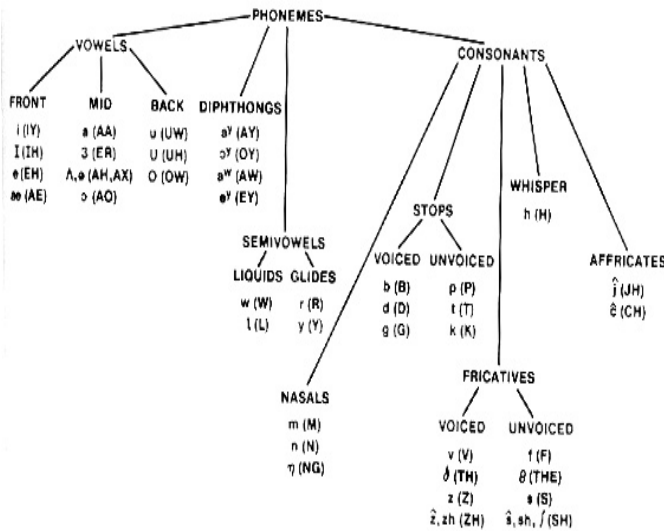 PHONEMES
VOWELS
CONSONANTS
FRONT MID BACK DIPHTHONGS
i (IY) a (AA) u (UW) aʸ (AY)
I (IH) 3 (ER) U (UH) ɔʸ (OY)
e (EH) Λ,ə (AH,AX) O (OW) aʷ (AW)
æ (AE) ɔ (AO) eʸ (EY)
WHISPER
h (H)
STOPS
VOICED UNVOICED
b (B) p (P)
d (D) t (T)
g (G) k (K)
SEMIVOWELS
LIQUIDS GLIDES
w (W) r (R)
l (L) y (Y)
AFFRICATES
ĵ (JH)
ĉ (CH)
NASALS
m (M)
n (N)
η (NG)
FRICATIVES
VOICED UNVOICED
v (V) f (F)
∂ (TH) θ (THE)
z (Z) s (S)
ẑ, zh (ZH) ŝ, sh, ʃ (SH)